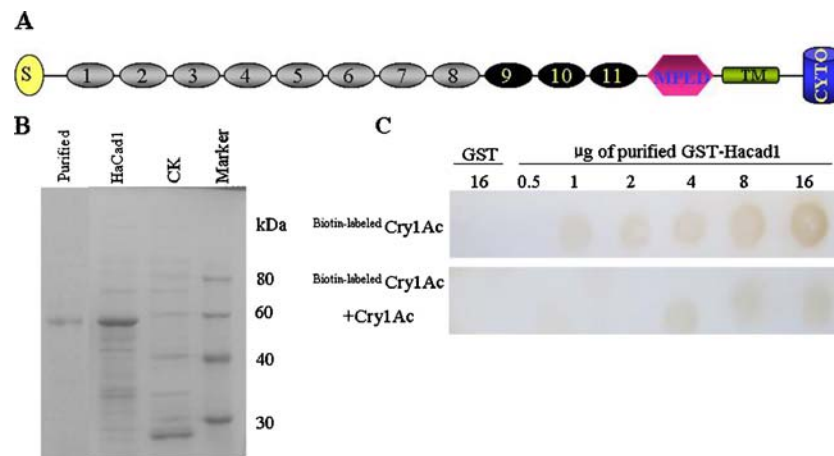 A
S 1 2 3 4 5 6 7 8 9 10 11 MPED TM CYTO
B
Purified HaCad1 CK Marker
kDa
80
60
40
30
C
GST µg of purified GST-Hacad1
16 0.5 1 2 4 8 16
Biotin-labeled Cry1Ac
Biotin-labeled Cry1Ac
+Cry1Ac